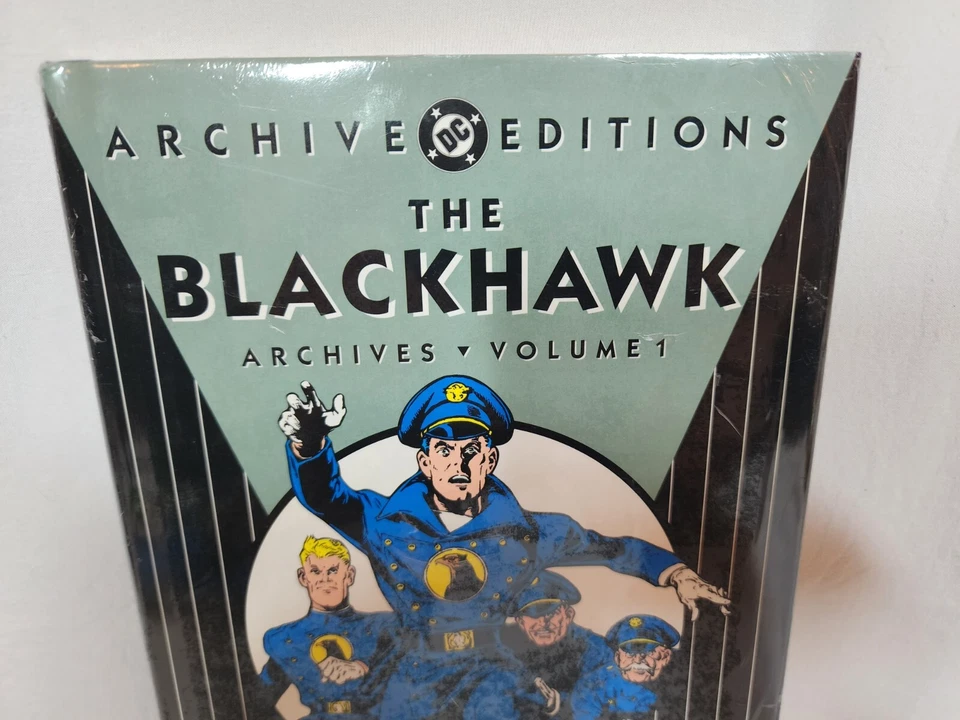 ARCHIVE DC EDITIONS
THE
BLACKHAWK
ARCHIVES ▼ VOLUME 1